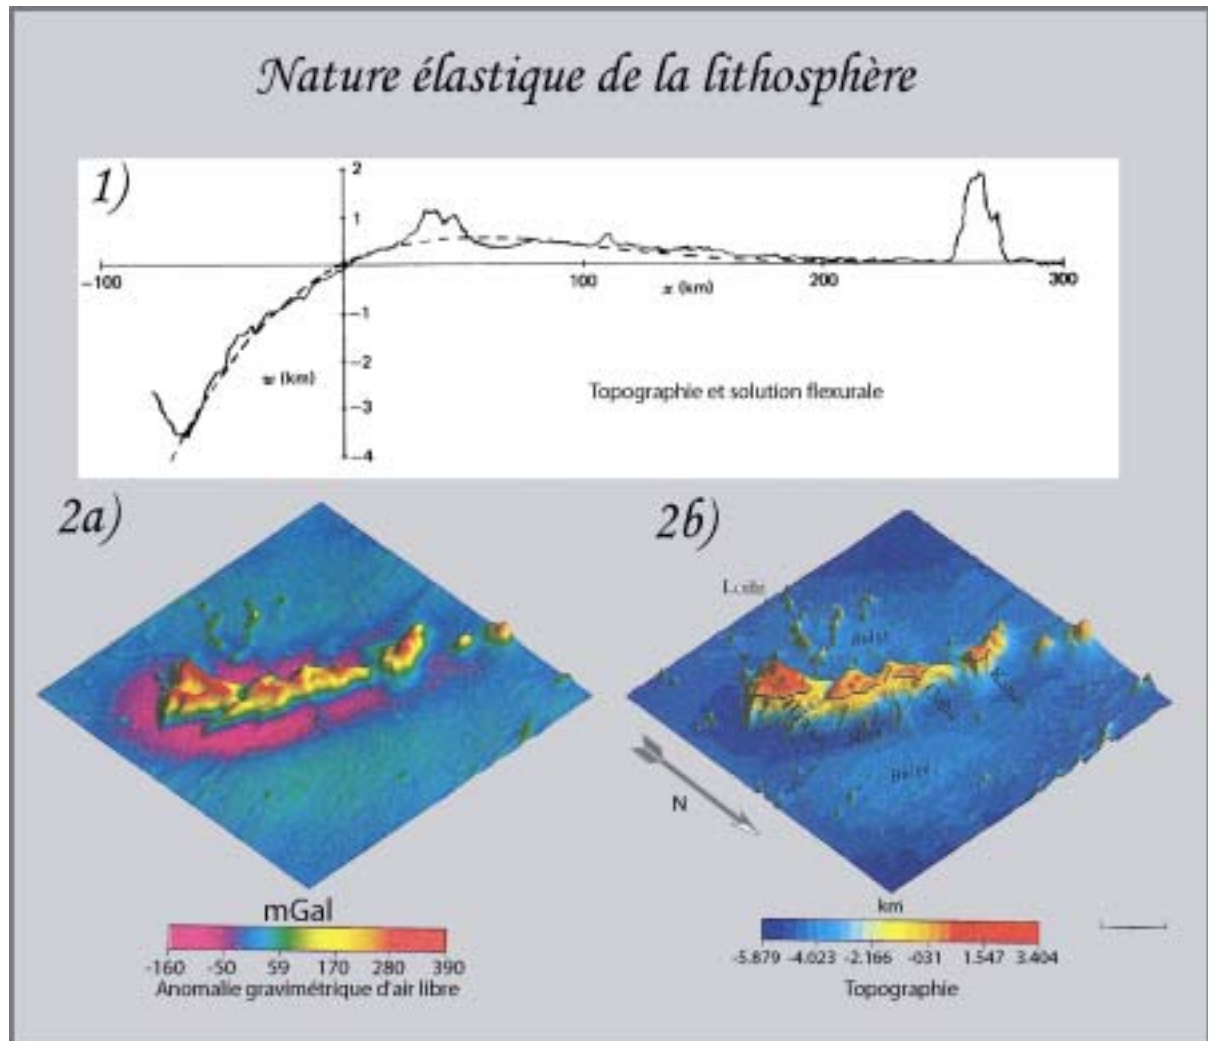 Nature élastique de la lithosphère
1)
2
1
-100
100
x (km)
200
300
-1
-2
w (km)
Topographie et solution flexurale
-3
-4
2a)
2b)
N
mGal
-160 -50 59 170 280 390
Anomalie gravimétrique d'air libre
km
-5.879 -4.023 -2.166 -031 1.547 3.404
Topographie